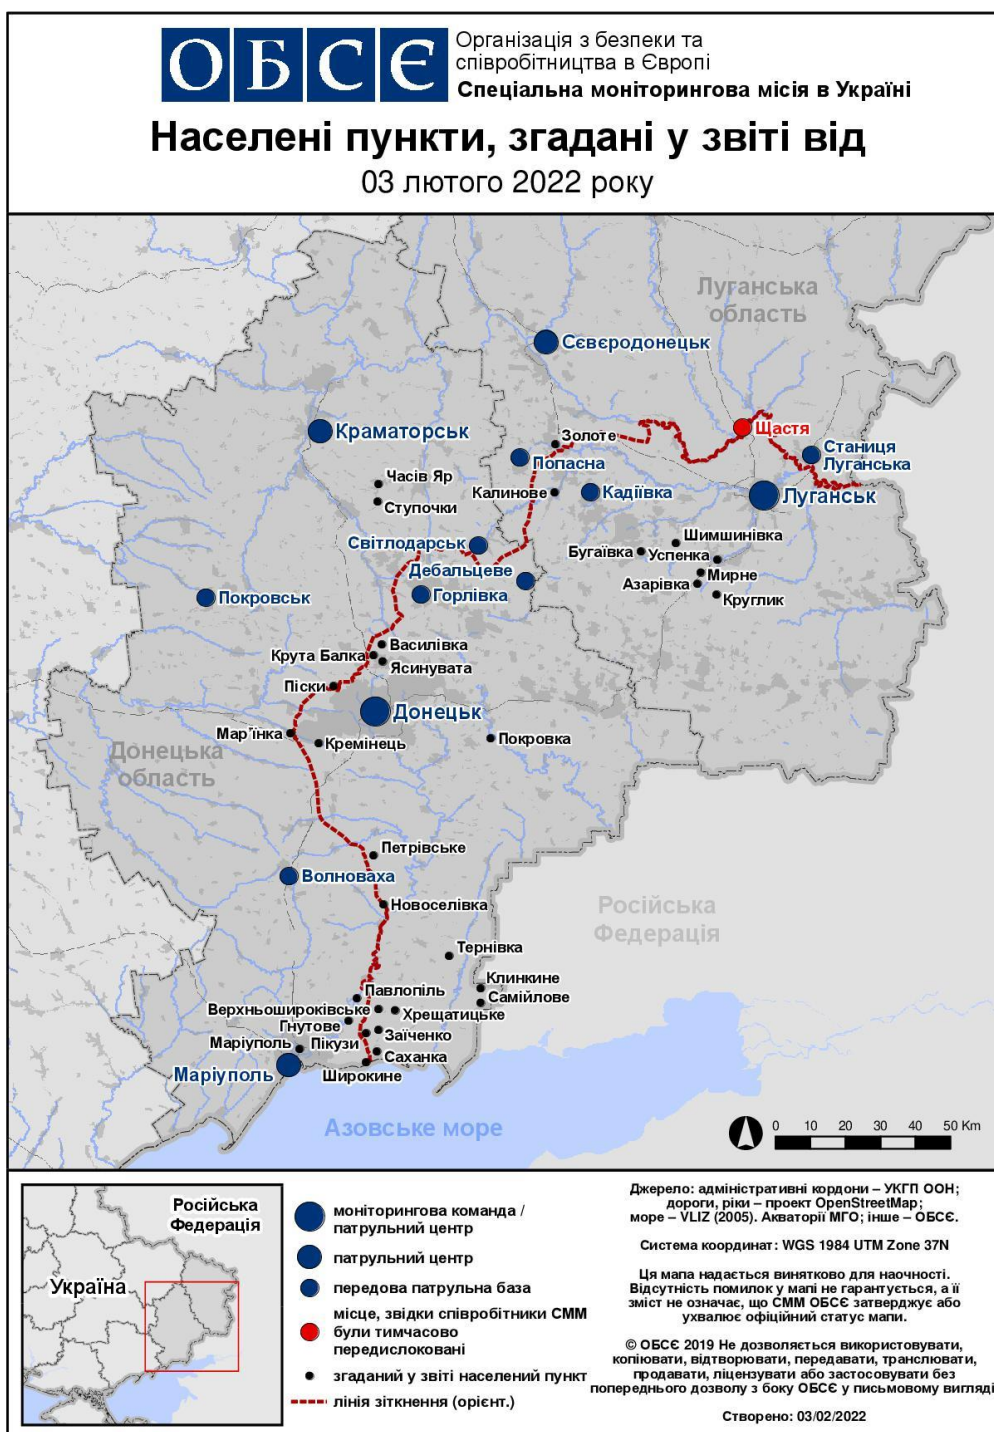 ОБСЄ
Організація з безпеки та
співробітництва в Європі
Спеціальна моніторингова місія в Україні
Населені пункти, згадані у звіті від
03 лютого 2022 року
Луганська
область
Сєвєродонецьк
Краматорськ
Золоте
Щастя
Станиця
Луганська
Попасна
Часів Яр
Калинове
Кадіївка
Луганськ
Ступочки
Світлодарськ
Шимшинівка
Бугаївка
Успенка
Дебальцеве
Мирне
Азарівка
Горлівка
Покровськ
Круглик
Василівка
Крута Балка
Ясинувата
Піски
Донецьк
Мар'їнка
Кремінець
Покровка
Донецька
область
Петрівське
Волноваха
Новоселівка
Російська
Федерація
Тернівка
Клинкине
Павлопіль
Самійлове
Верхньошироківське
Хрещатицьке
Гнутове
Заїченко
Маріуполь
Пікузи
Саханка
Маріуполь
Широкине
Азовське море
0 10 20 30 40 50 Km
Російська
Федерація
Україна
моніторингова команда /
патрульний центр
патрульний центр
передова патрульна база
місце, звідки співробітники СММ
були тимчасово
передислоковані
згаданий у звіті населений пункт
лінія зіткнення (орієнт.)
Джерело: адміністративні кордони – УКГП ООН;
дороги, ріки – проект OpenStreetMap;
море – VLIZ (2005). Акваторії МГО; інше – ОБСЄ.
Система координат: WGS 1984 UTM Zone 37N
Ця мапа надається винятково для наочності.
Відсутність помилок у мапі не гарантується, а її
зміст не означає, що СММ ОБСЄ затверджує або
ухвалює офіційний статус мапи.
© ОБСЄ 2019 Не дозволяється використовувати,
копіювати, відтворювати, передавати, транслювати,
продавати, ліцензувати або застосовувати без
попереднього дозволу з боку ОБСЄ у письмовому вигляді
Створено: 03/02/2022